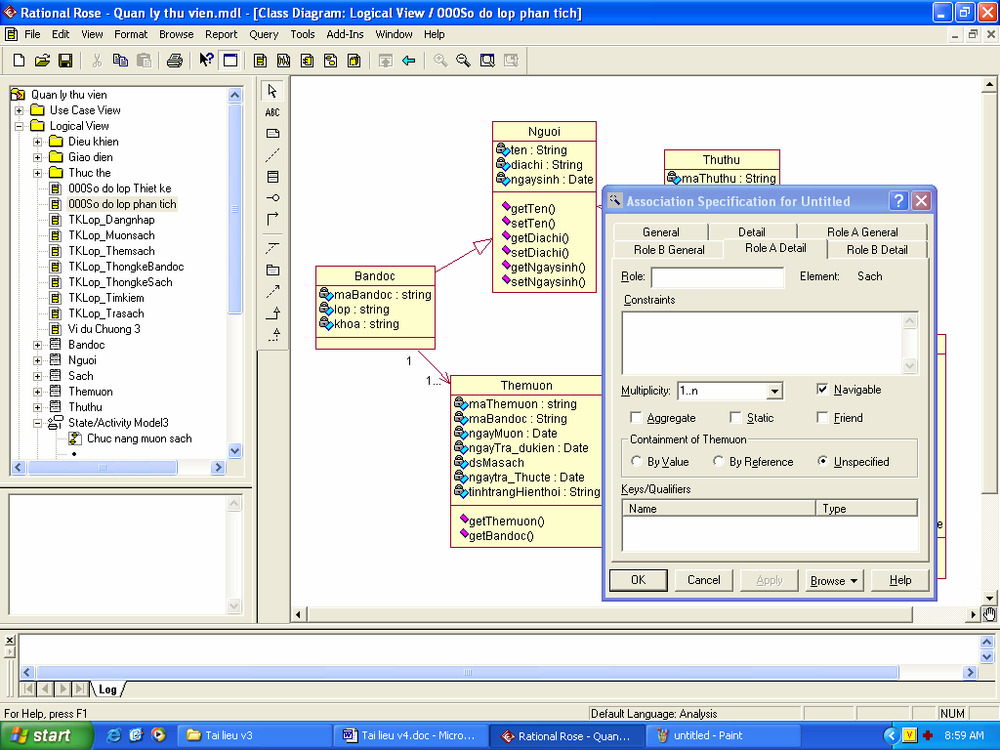 Rational Rose - Quan ly thu vien.mdl - [Class Diagram: Logical View / 000So do lop phan tich]
File Edit View Format Browse Report Query Tools Add-Ins Window Help
Quan ly thu vien
Use Case View
Logical View
Dieu khien
Giao dien
Thuc the
000So do lop Thiet ke
000So do lop phan tich
TKLop_Dangnhap
TKLop_Muonsach
TKLop_Themsach
TKLop_ThongkeBandoc
TKLop_ThongkeSach
TKLop_Timkiem
TKLop_Trasach
Vi du Chuong 3
Bandoc
Nguoi
Sach
Themuon
Thuthu
State/Activity Model3
Chuc nang muon sach
ABC
Nguoi
ten : String
diachi : String
ngaysinh : Date
getTen()
setTen()
getDiachi()
setDiachi()
getNgaysinh()
setNgaysinh()
Thuthu
maThuthu : String
Bandoc
maBandoc : string
lop : string
khoa : string
1
1...
Themuon
maThemuon : string
maBandoc : String
ngayMuon : Date
ngayTra_dukien : Date
dsMasach
ngaytra_Thucte : Date
tinhtrangHienthoi : String
getThemuon()
getBandoc()
e
Association Specification for Untitled
General Detail Role A General
Role B General Role A Detail Role B Detail
Role: Element: Sach
Constraints
Multiplicity: 1..n Navigable
Aggregate Static Friend
Containment of Themuon
By Value By Reference Unspecified
Keys/Qualifiers
Name Type
OK Cancel Apply Browse Help
Log
For Help, press F1 Default Language: Analysis NUM
start Tai lieu v3 Tai lieu v4.doc - Micro... Rational Rose - Quan... untitled - Paint V 8:59 AM